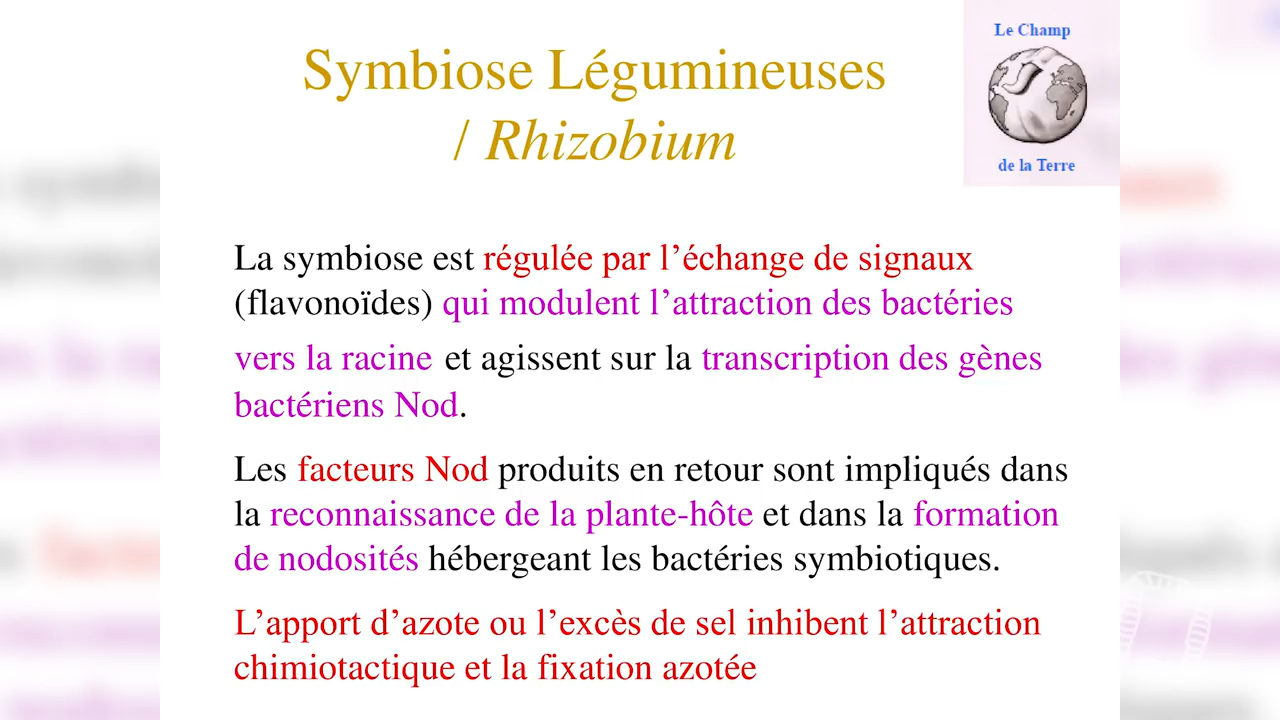 Symbiose Légumineuses
/ Rhizobium
Le Champ
de la Terre
La symbiose est régulée par l’échange de signaux
(flavonoïdes) qui modulent l’attraction des bactéries
vers la racine et agissent sur la transcription des gènes
bactériens Nod.
Les facteurs Nod produits en retour sont impliqués dans
la reconnaissance de la plante-hôte et dans la formation
de nodosités hébergeant les bactéries symbiotiques.
L’apport d’azote ou l’excès de sel inhibent l’attraction
chimiotactique et la fixation azotée